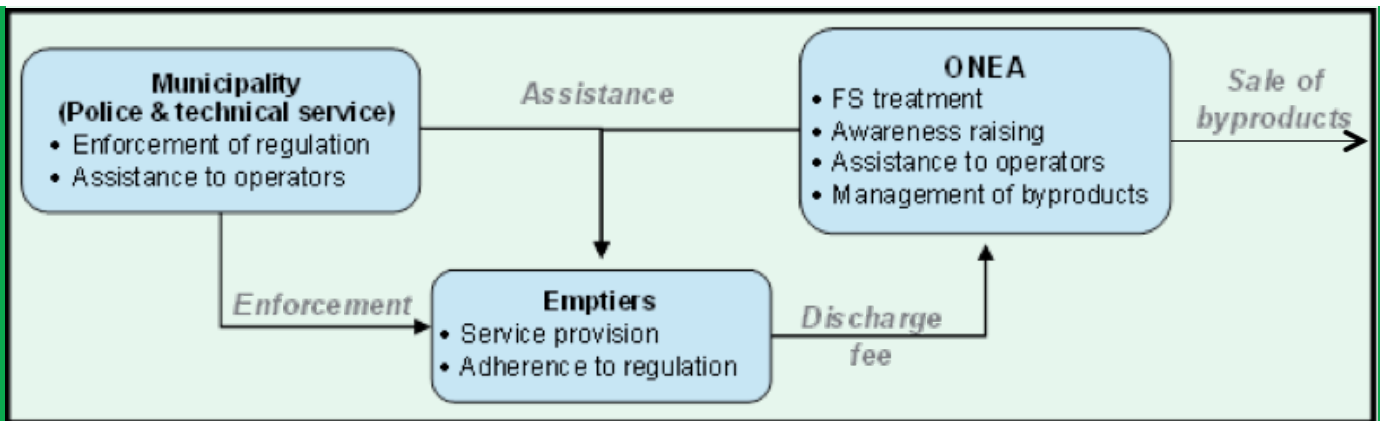 Municipality
(Police & technical service)
• Enforcement of regulation
• Assistance to operators
Assistance
ONEA
• FS treatment
• Awareness raising
• Assistance to operators
• Management of byproducts
Sale of
byproducts
Enforcement
Emptiers
• Service provision
• Adherence to regulation
Discharge
fee